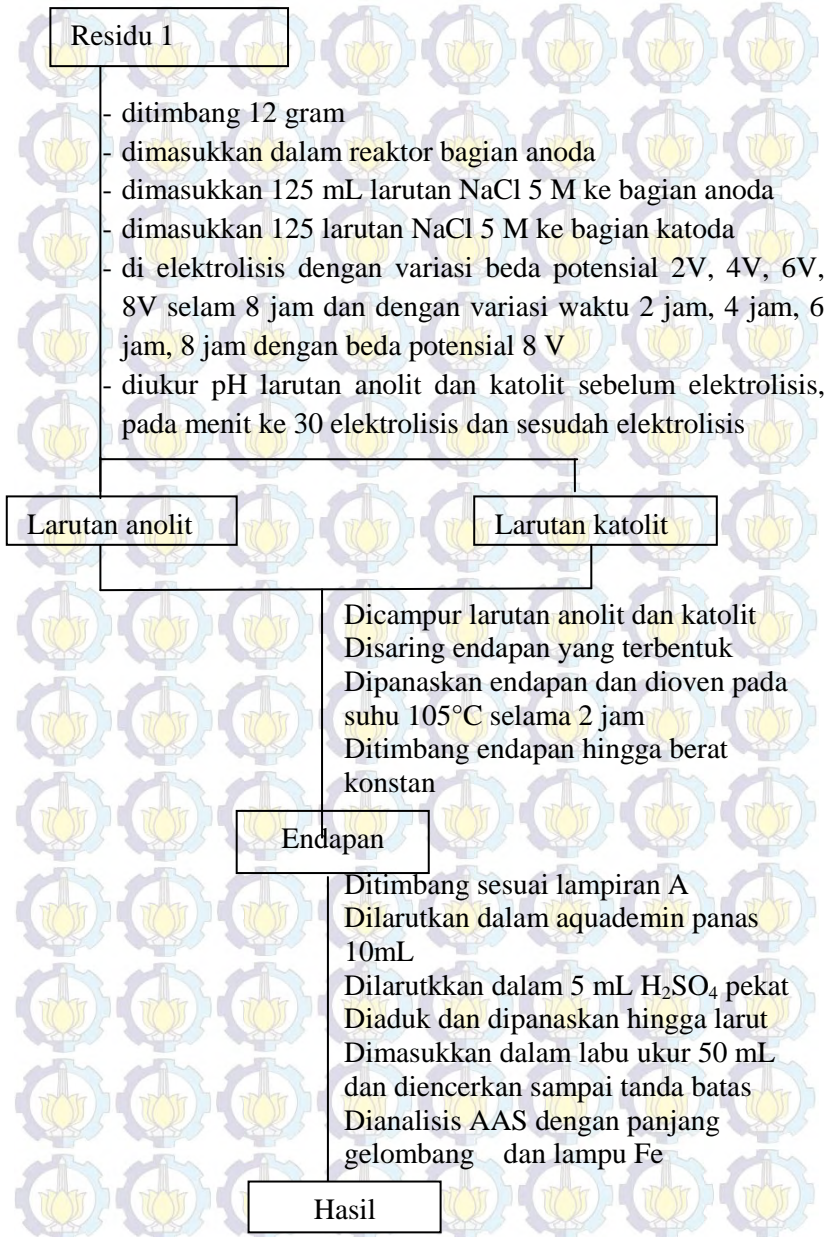 Residu 1
- ditimbang 12 gram
- dimasukkan dalam reaktor bagian anoda
- dimasukkan 125 mL larutan NaCl 5 M ke bagian anoda
- dimasukkan 125 larutan NaCl 5 M ke bagian katoda
- di elektrolisis dengan variasi beda potensial 2V, 4V, 6V,
8V selam 8 jam dan dengan variasi waktu 2 jam, 4 jam, 6
jam, 8 jam dengan beda potensial 8 V
- diukur pH larutan anolit dan katolit sebelum elektrolisis,
pada menit ke 30 elektrolisis dan sesudah elektrolisis
Larutan anolit
Larutan katolit
Dicampur larutan anolit dan katolit
Disaring endapan yang terbentuk
Dipanaskan endapan dan dioven pada
suhu 105°C selama 2 jam
Ditimbang endapan hingga berat
konstan
Endapan
Ditimbang sesuai lampiran A
Dilarutkan dalam aquademin panas
10mL
Dilarutkkan dalam 5 mL H₂SO₄ pekat
Diaduk dan dipanaskan hingga larut
Dimasukkan dalam labu ukur 50 mL
dan diencerkan sampai tanda batas
Dianalisis AAS dengan panjang
gelombang dan lampu Fe
Hasil